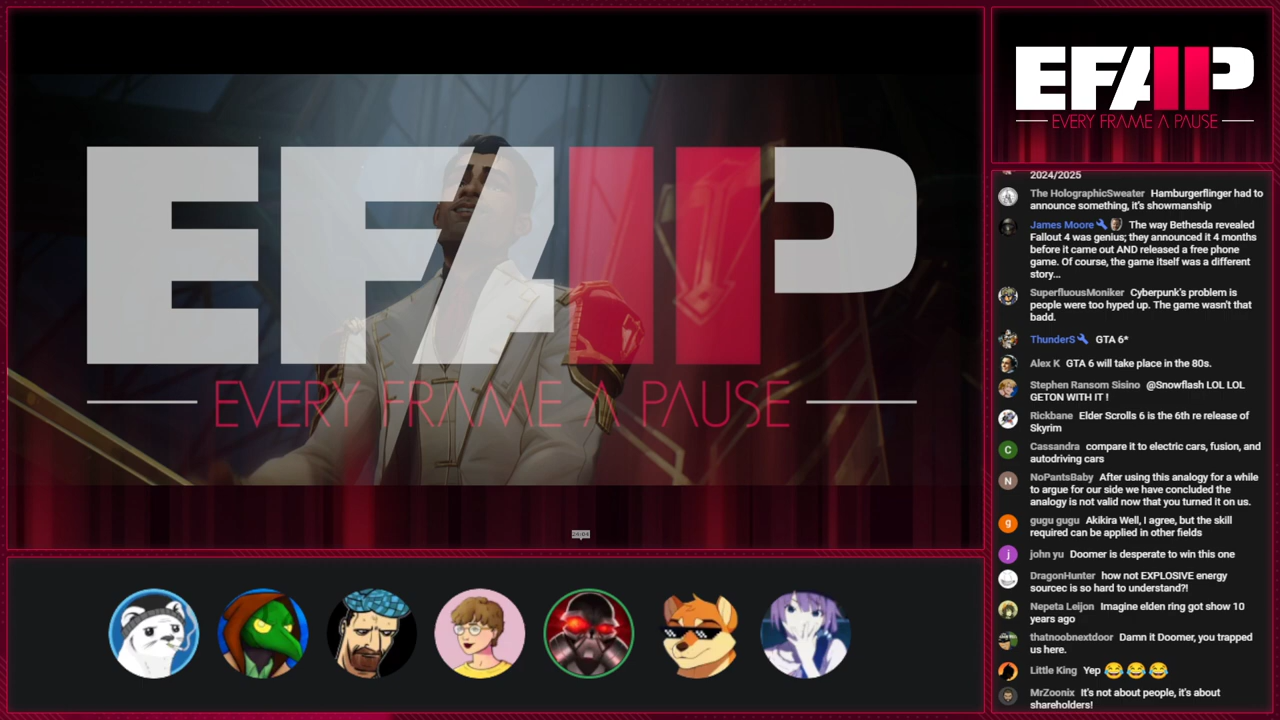 EFAP
EVERY FRAME A PAUSE
24:04
EFAP
EVERY FRAME A PAUSE
2024/2025
The HolographicSweater Hamburgerflinger had to
announce something, it's showmanship
James Moore The way Bethesda revealed
Fallout 4 was genius; they announced it 4 months
before it came out AND released a free phone
game. Of course, the game itself was a different
story...
SuperfluousMoniker Cyberpunk's problem is
people were too hyped up. The game wasn't that
badd.
ThunderS GTA 6*
Alex K GTA 6 will take place in the 80s.
Stephen Ransom Sisino @Snowflash LOL LOL
GETON WITH IT !
Rickbane Elder Scrolls 6 is the 6th re release of
Skyrim
Cassandra compare it to electric cars, fusion, and
autodriving cars
C
NoPantsBaby After using this analogy for a while
to argue for our side we have concluded the
analogy is not valid now that you turned it on us.
N
gugu gugu Akikira Well, I agree, but the skill
required can be applied in other fields
g
john yu Doomer is desperate to win this one
j
DragonHunter how not EXPLOSIVE energy
sourcec is so hard to understand?!
Nepeta Leijon Imagine elden ring got show 10
years ago
thatnoobnextdoor Damn it Doomer, you trapped
us here.
Little King Yep 😂 😂 😂
MrZoonix It's not about people, it's about
shareholders!